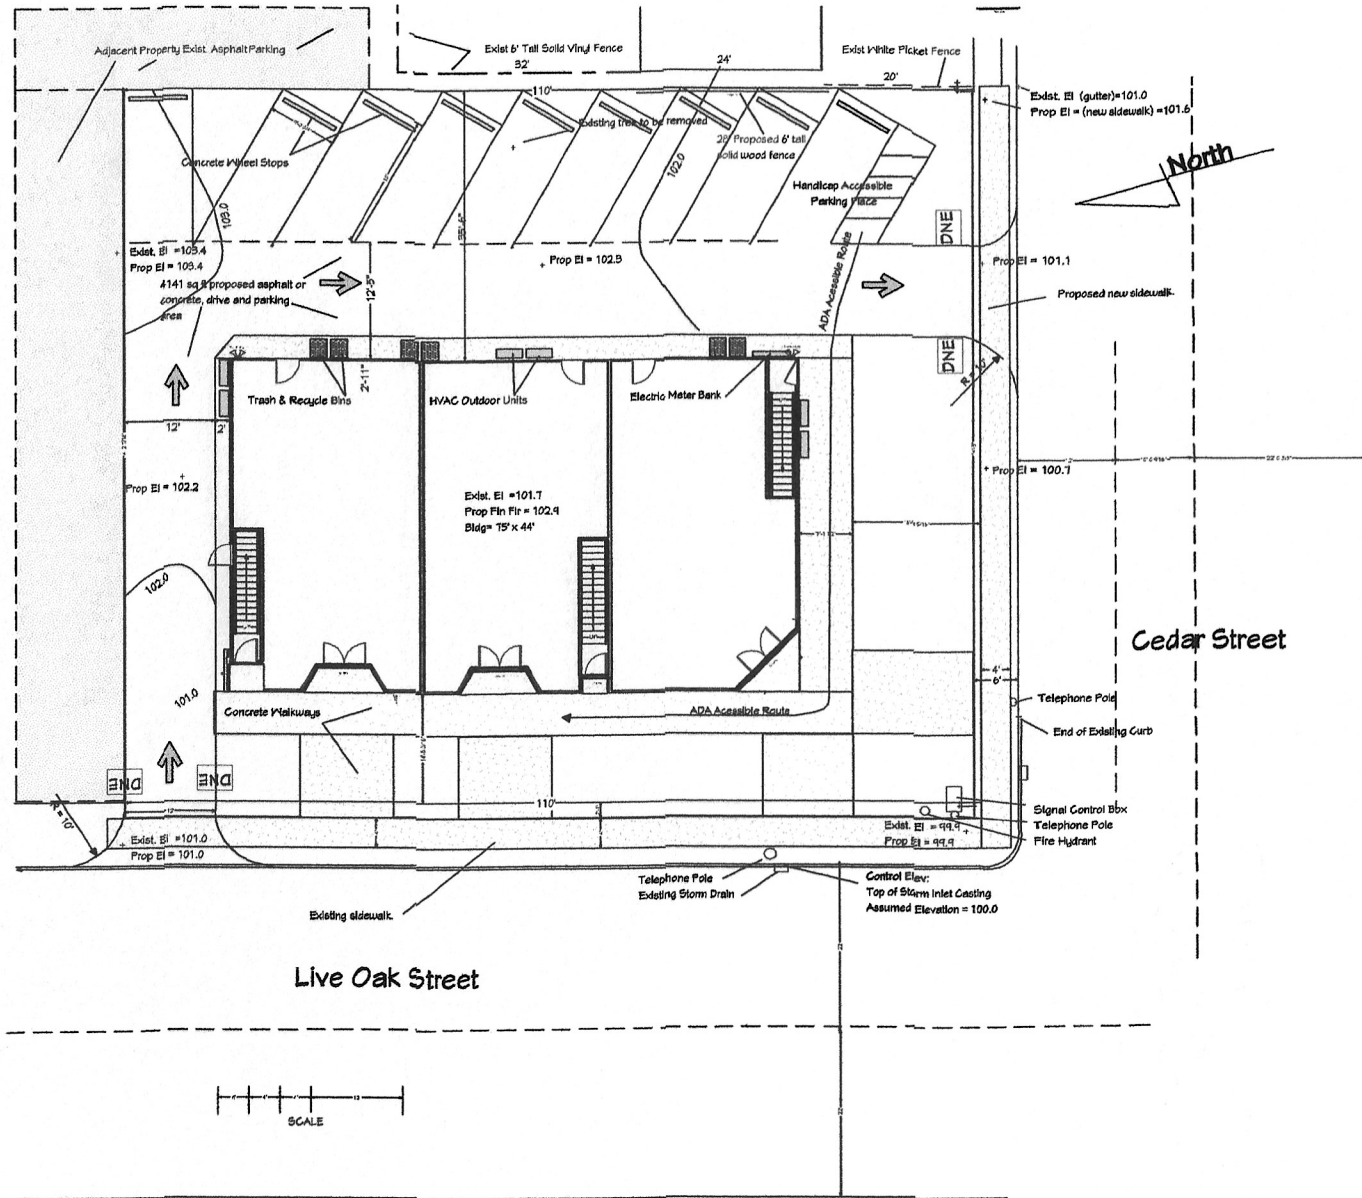 Adjacent Property Exist. Asphalt Parking
Exist 6' Tall Solid Vinyl Fence
32'
24'
Exist White Picket Fence
20'
110'
Exist. El (gutter)=101.0
Prop El = (new sidewalk) =101.6
North
Existing tree to be removed
Concrete Wheel Stops
28' Proposed 6' tall
solid wood fence
102.0
103.0
Handicap Accessible
Parking Place
DNE
Exist. El =103.4
Prop El = 103.4
Prop El = 102.3
Prop El = 101.1
4141 sq ft proposed asphalt or
concrete, drive and parking
area
12'-5"
35'-6"
ADA Acessible Route
Proposed new sidewalk.
DNE
R = 10'
2'-11"
Trash & Recycle Bins
HVAC Outdoor Units
Electric Meter Bank
12'
2'
Prop El = 102.2
Prop El = 100.7
Exist. El =101.7
Prop Fin Flr = 102.9
Bldg= 75' x 44'
102.0
Cedar Street
4'
6'
101.0
Telephone Pole
Concrete Walkways
ADA Acessible Route
End of Existing Curb
DNE
DNE
110'
12'
Signal Control Box
Telephone Pole
Fire Hydrant
R = 10'
Exist. El =101.0
Prop El = 101.0
Exist. El = 99.9
Prop El = 99.9
Telephone Pole
Existing Storm Drain
Control Elev:
Top of Storm Inlet Casting
Assumed Elevation = 100.0
Existing sidewalk.
Live Oak Street
SCALE